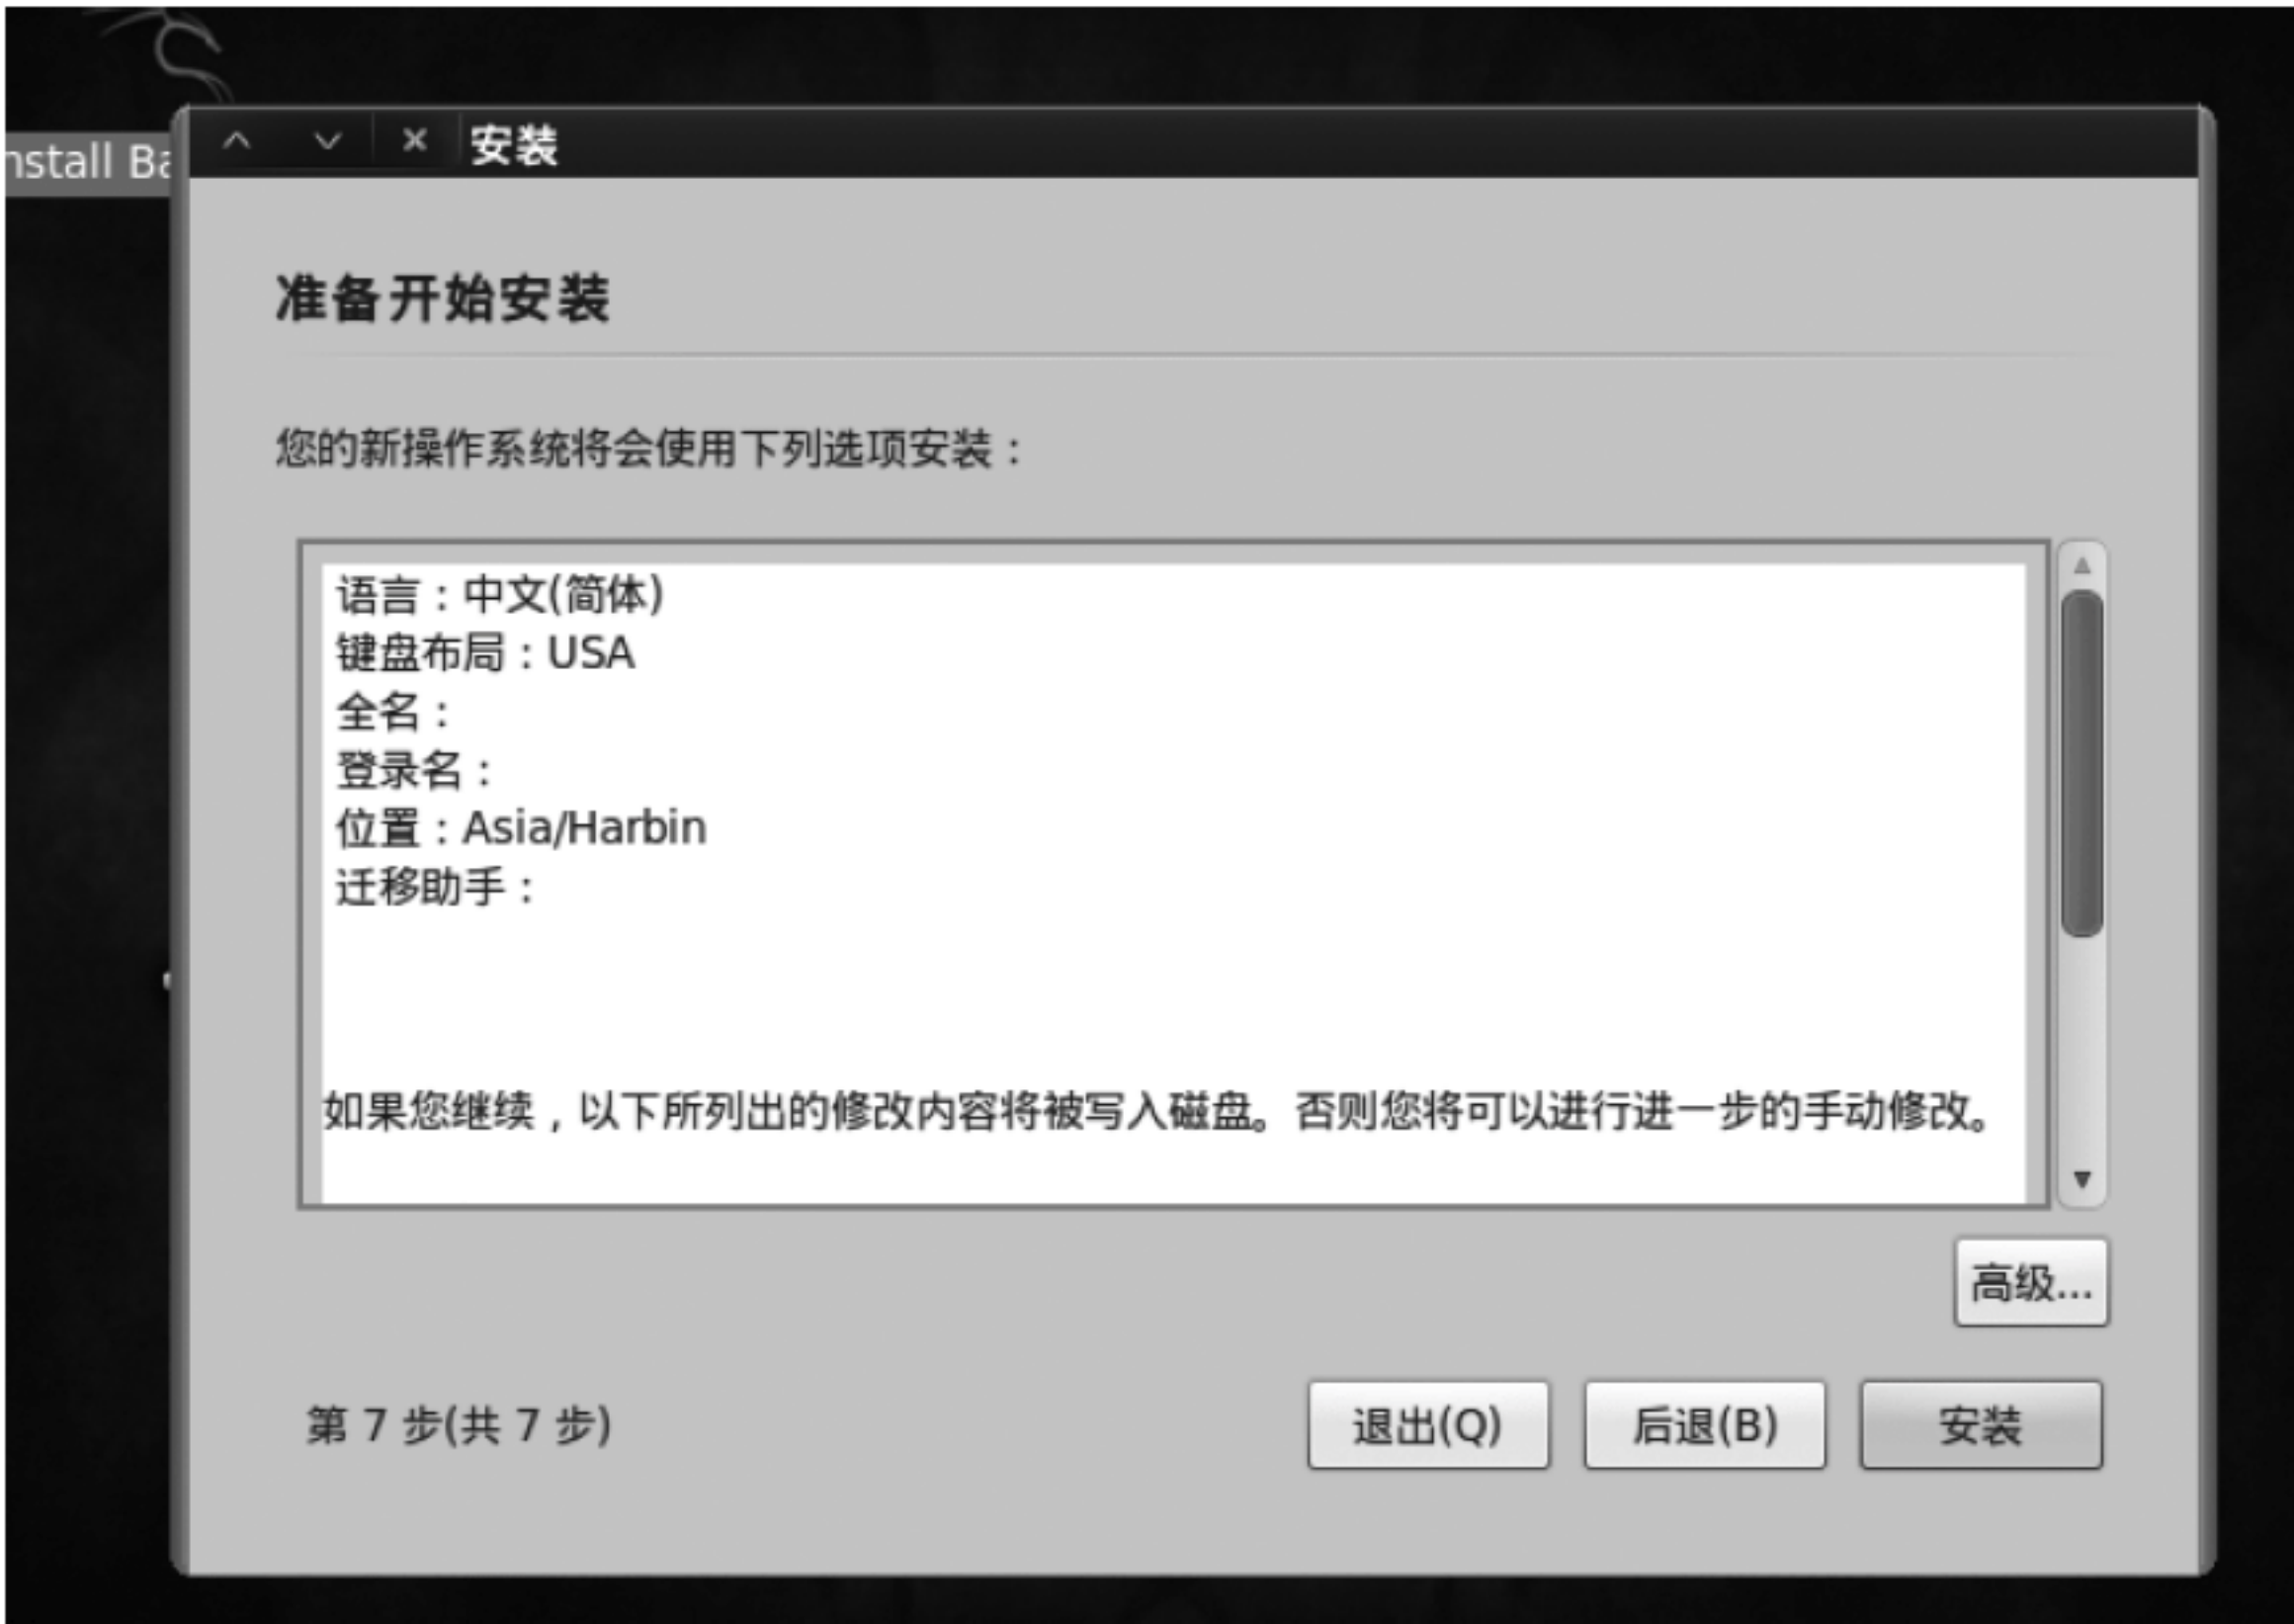 nstall Ba
安装
准备开始安装
您的新操作系统将会使用下列选项安装：
语言：中文(简体)
键盘布局：USA
全名：
登录名：
位置：Asia/Harbin
迁移助手：
如果您继续，以下所列出的修改内容将被写入磁盘。否则您将可以进行进一步的手动修改。
高级...
第 7 步(共 7 步)
退出(Q)
后退(B)
安装